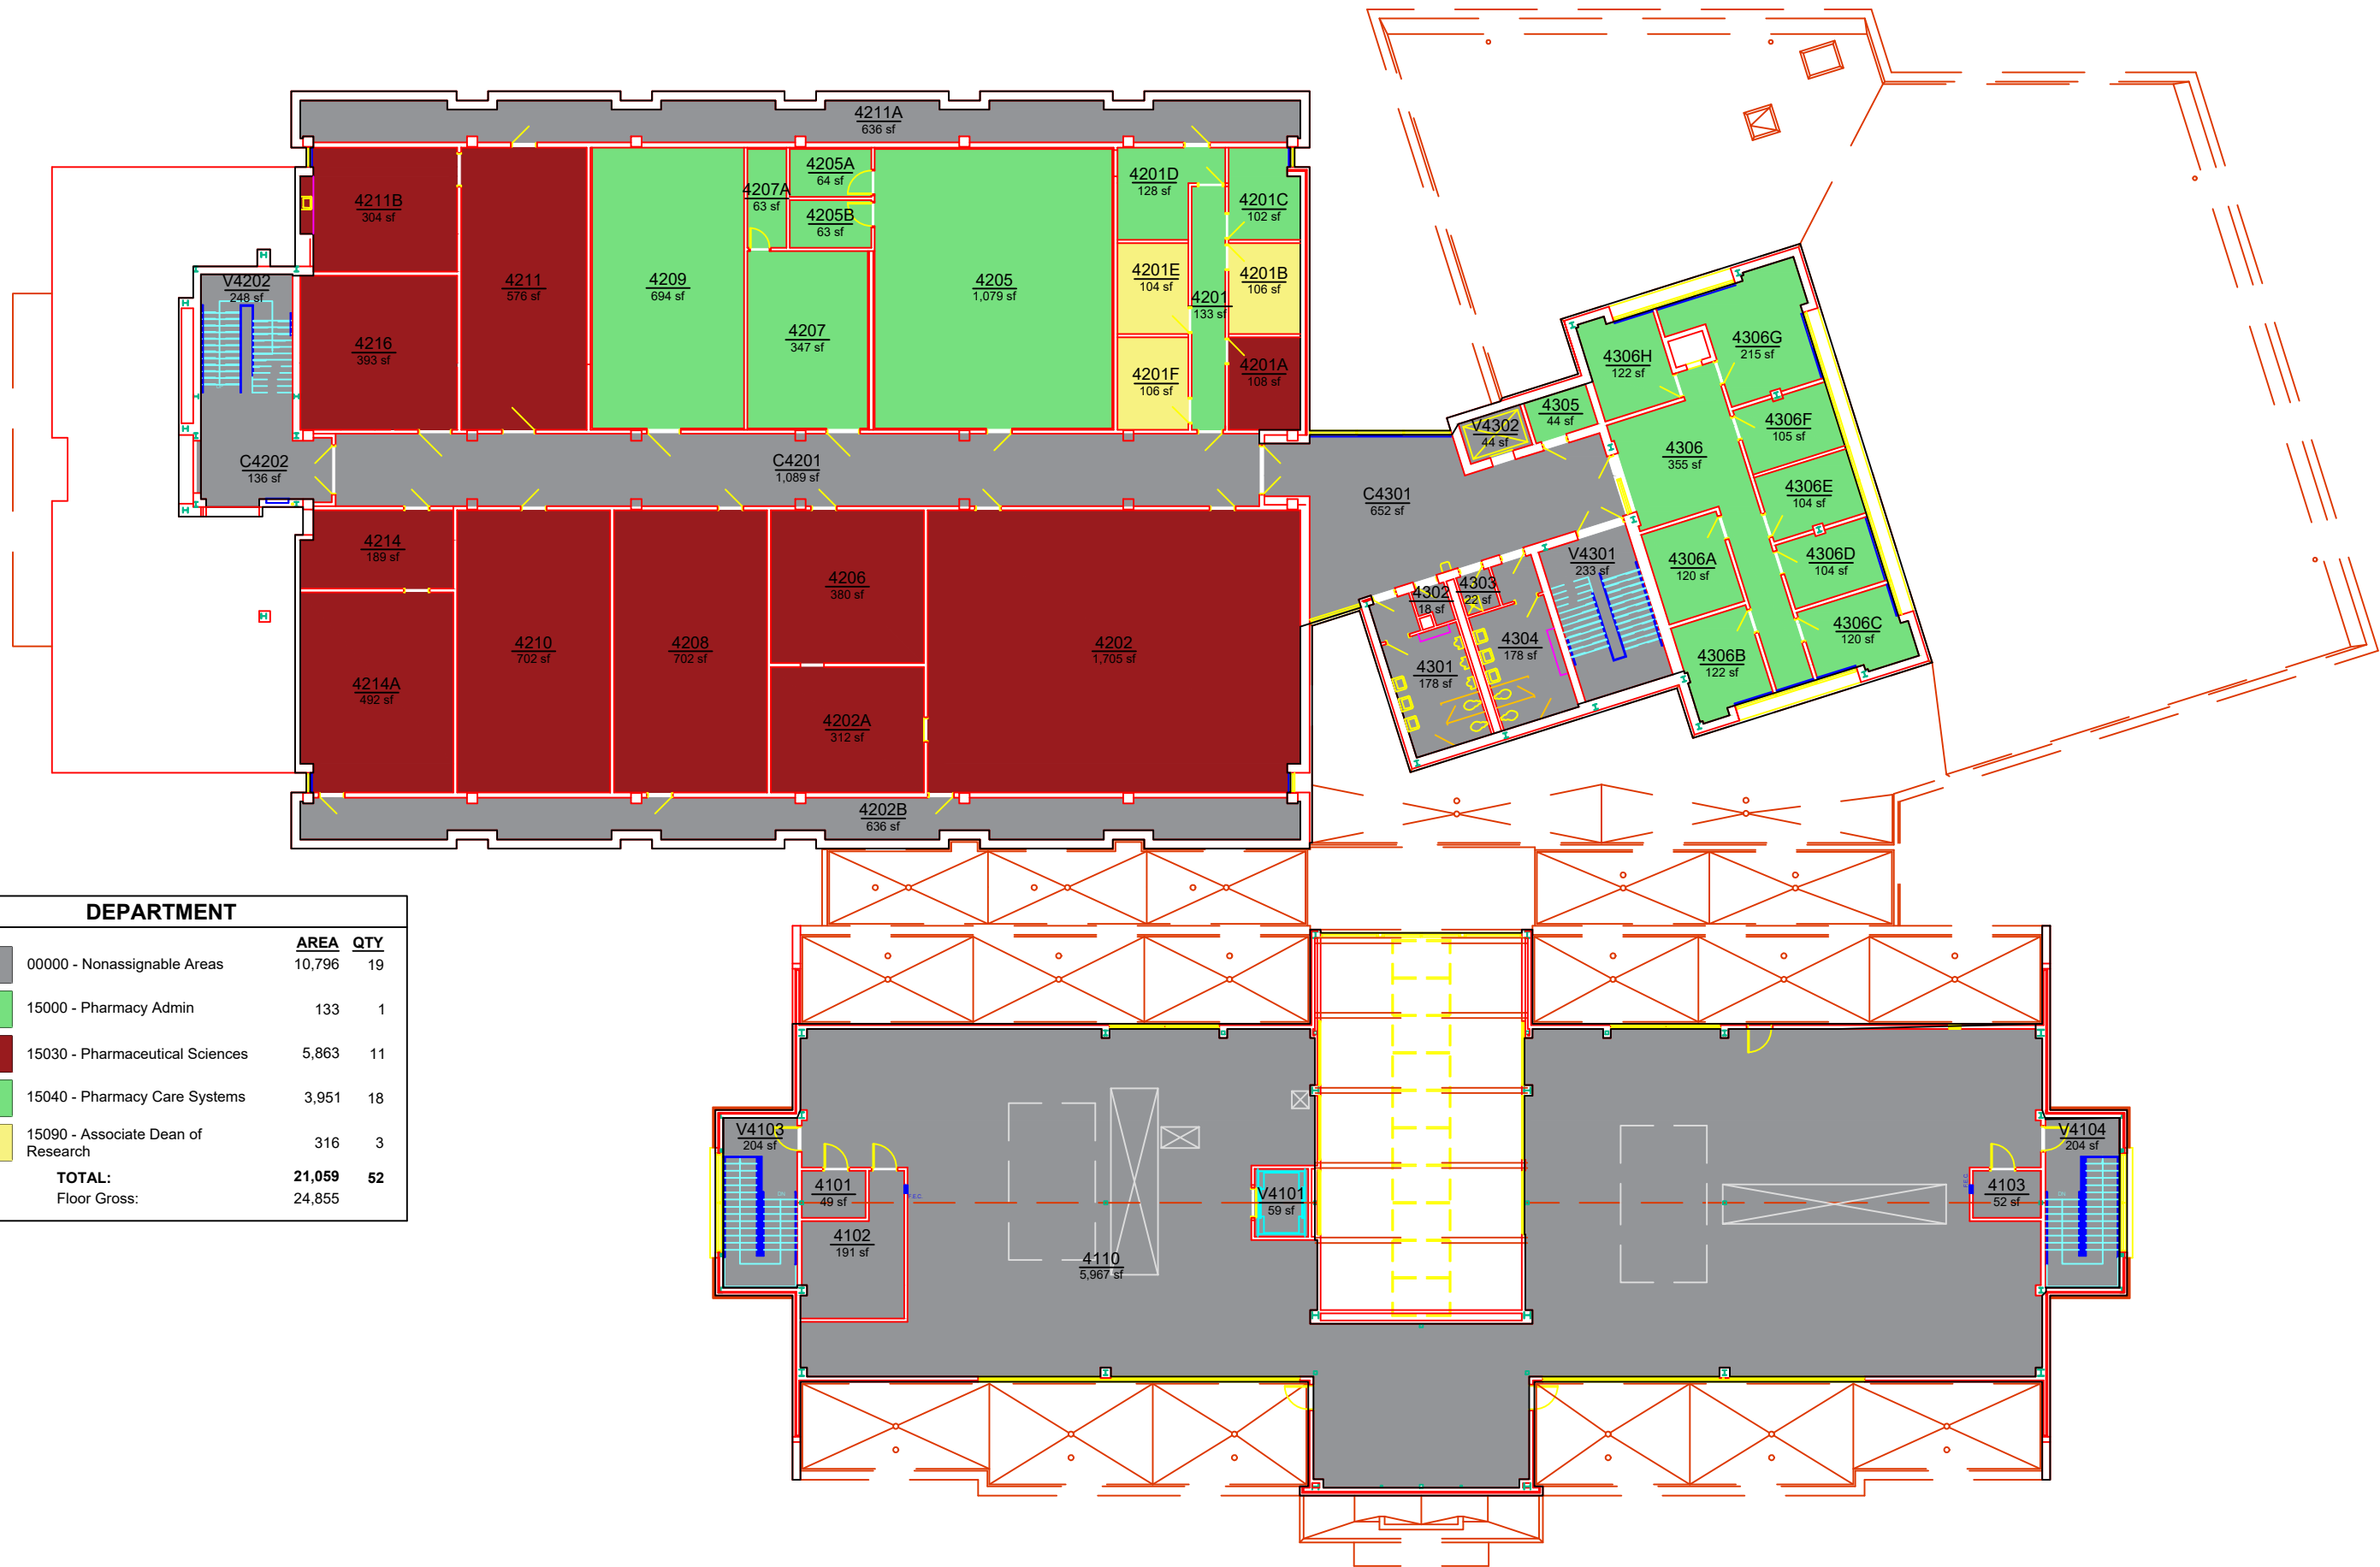 4211A
636 sf
4205A
64 sf
4207A
63 sf
4205B
63 sf
4201D
128 sf
4201C
102 sf
4211B
304 sf
4211
576 sf
4209
694 sf
4205
1,079 sf
4201E
104 sf
4201B
106 sf
4201
133 sf
V4202
248 sf
4216
393 sf
4207
347 sf
4201F
106 sf
4201A
108 sf
4306G
215 sf
4306H
122 sf
4305
44 sf
V4302
44 sf
4306F
105 sf
4306
355 sf
C4202
136 sf
C4201
1,089 sf
C4301
652 sf
4306E
104 sf
4214
189 sf
4206
380 sf
V4301
233 sf
4306A
120 sf
4306D
104 sf
4302
18 sf
4303
22 sf
4210
702 sf
4208
702 sf
4202
1,705 sf
4304
178 sf
4306C
120 sf
4301
178 sf
4306B
122 sf
4214A
492 sf
4202A
312 sf
4202B
636 sf
DEPARTMENT
AREA QTY
00000 - Nonassignable Areas 10,796 19
15000 - Pharmacy Admin 133 1
15030 - Pharmaceutical Sciences 5,863 11
15040 - Pharmacy Care Systems 3,951 18
15090 - Associate Dean of
Research 316 3
TOTAL: 21,059 52
Floor Gross: 24,855
V4103
204 sf
V4104
204 sf
4101
49 sf
F.E.C.
V4101
59 sf
F.E.C.
4103
52 sf
DN
DN
4102
191 sf
4110
5,967 sf